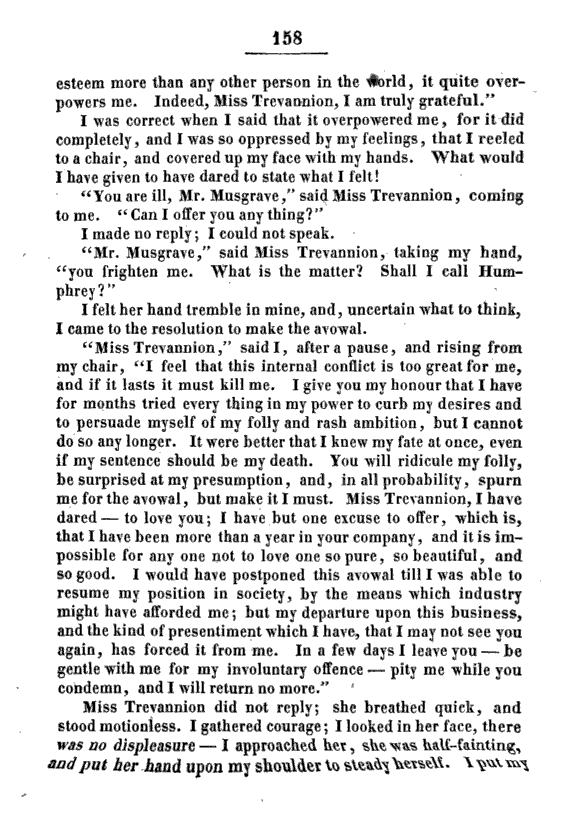 158
esteem more than any other person in the world, it quite over-
powers me. Indeed, Miss Trevannion, I am truly grateful."
I was correct when I said that it overpowered me, for it did
completely, and I was so oppressed by my feelings, that I reeled
to a chair, and covered up my face with my hands. What would
I have given to have dared to state what I felt!
"You are ill, Mr. Musgrave," said Miss Trevannion, coming
to me. "Can I offer you any thing?"
I made no reply; I could not speak.
"Mr. Musgrave," said Miss Trevannion, taking my hand,
"you frighten me. What is the matter? Shall I call Hum-
phrey?"
I felt her hand tremble in mine, and, uncertain what to think,
I came to the resolution to make the avowal.
"Miss Trevannion," said I, after a pause, and rising from
my chair, "I feel that this internal conflict is too great for me,
and if it lasts it must kill me. I give you my honour that I have
for months tried every thing in my power to curb my desires and
to persuade myself of my folly and rash ambition, but I cannot
do so any longer. It were better that I knew my fate at once, even
if my sentence should be my death. You will ridicule my folly,
be surprised at my presumption, and, in all probability, spurn
me for the avowal, but make it I must. Miss Trevannion, I have
dared — to love you; I have but one excuse to offer, which is,
that I have been more than a year in your company, and it is im-
possible for any one not to love one so pure, so beautiful, and
so good. I would have postponed this avowal till I was able to
resume my position in society, by the means which industry
might have afforded me; but my departure upon this business,
and the kind of presentiment which I have, that I may not see you
again, has forced it from me. In a few days I leave you — be
gentle with me for my involuntary offence — pity me while you
condemn, and I will return no more."
Miss Trevannion did not reply; she breathed quick, and
stood motionless. I gathered courage; I looked in her face, there
was no displeasure — I approached her, she was half-fainting,
and put her hand upon my shoulder to steady herself. I put my